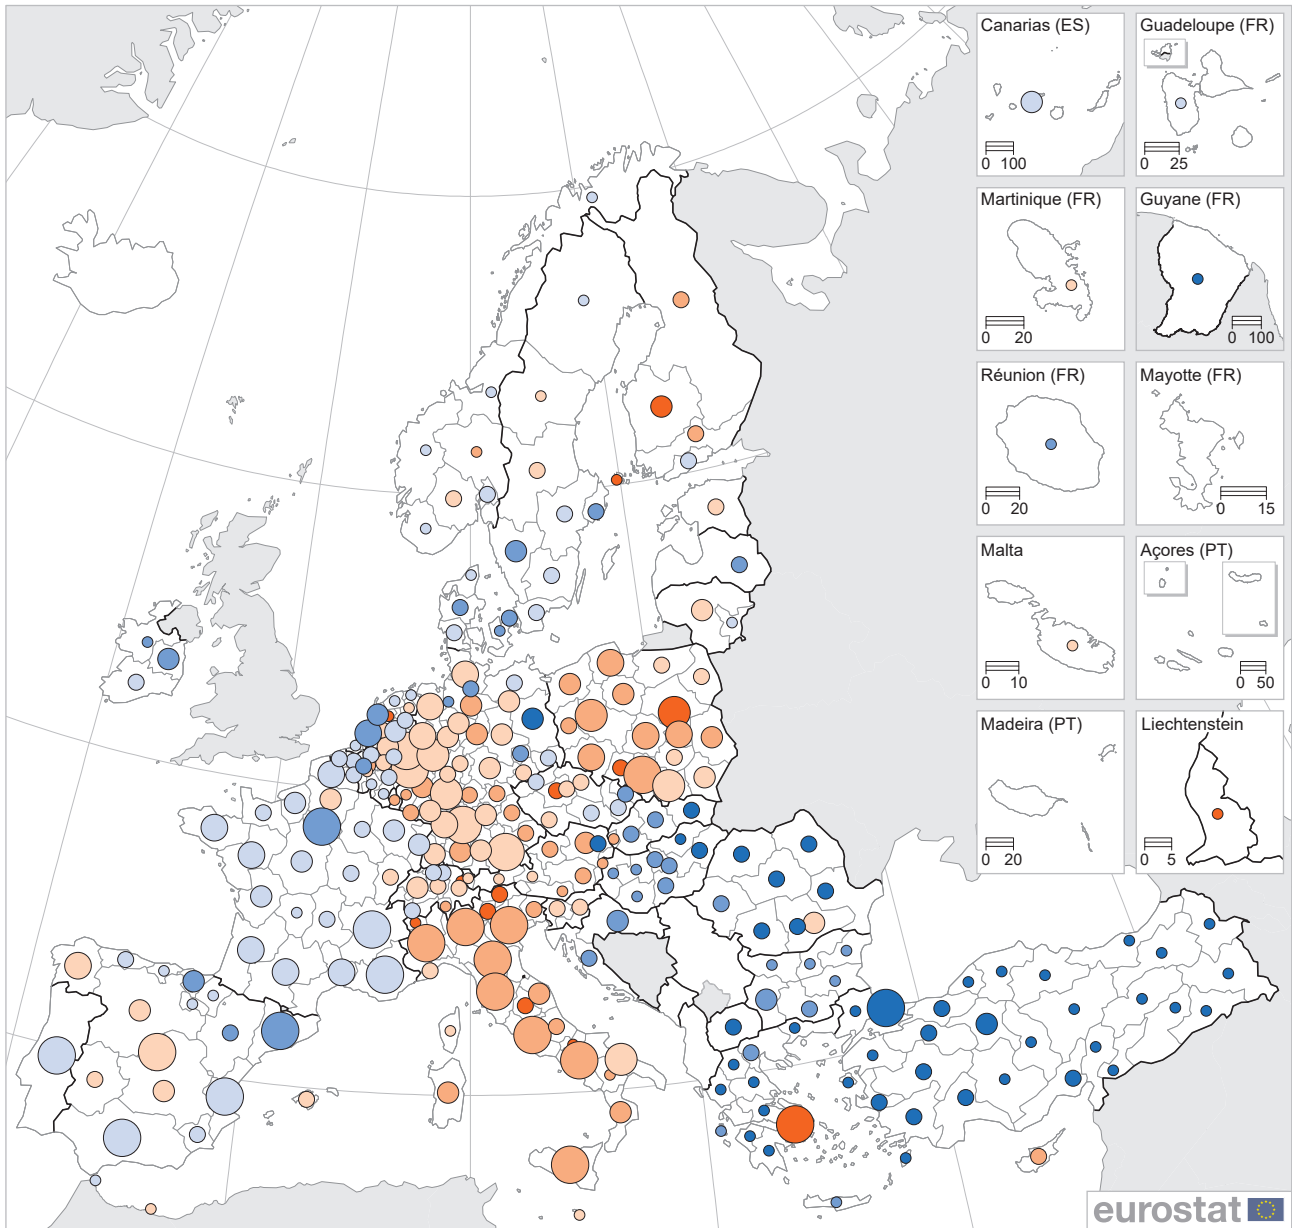 Canarias (ES)
0 100
Guadeloupe (FR)
0 25
Martinique (FR)
0 20
Guyane (FR)
0 100
Réunion (FR)
0 20
Mayotte (FR)
0 15
Malta
0 10
Açores (PT)
0 50
Madeira (PT)
0 20
Liechtenstein
0 5
eurostat